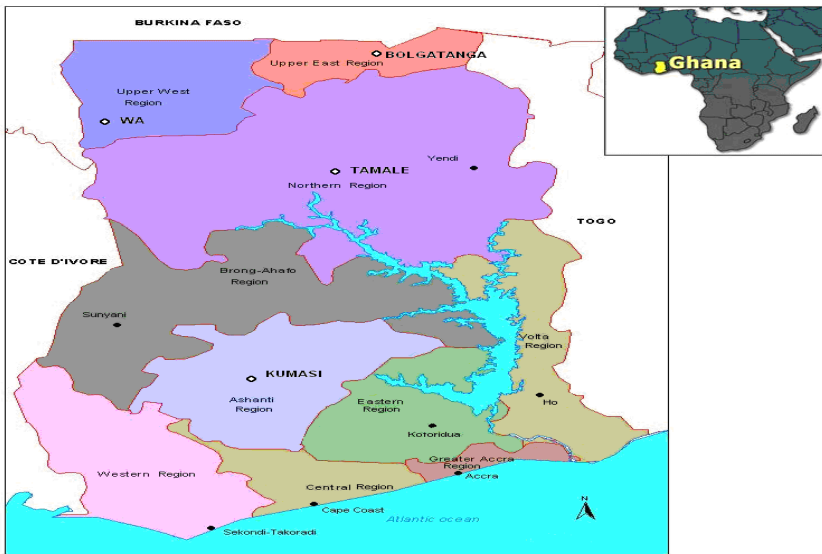 BURKINA FASO
Ghana
Upper East Region
BOLGATANGA
Upper West
Region
WA
TAMALE
Yendi
Northern Region
TOGO
COTE D'IVORE
Brong-Ahafo
Region
Sunyani
Volta
Region
KUMASI
Ashanti
Region
Eastern
Region
Ho
Koforidua
Greater Accra
Region
Accra
Western Region
Central Region
Cape Coast
Sekondi-Takoradi
Atlantic ocean
N